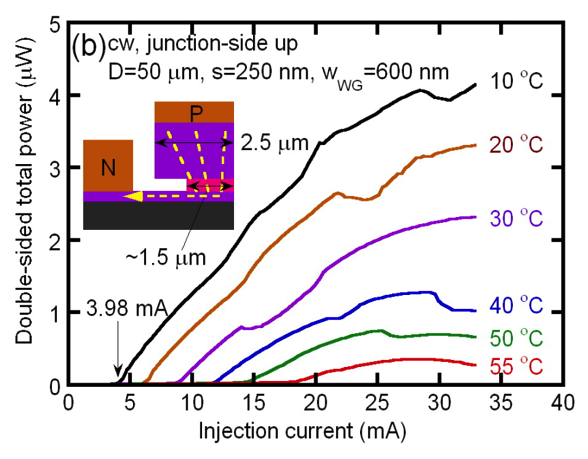 (b) cw, junction-side up
D=50 μm, s=250 nm, wWG=600 nm
P
N
2.5 μm
~1.5 μm
3.98 mA
10 °C
20 °C
30 °C
40 °C
50 °C
55 °C
Double-sided total power (μW)
5
4
3
2
1
0
0 5 10 15 20 25 30 35 40
Injection current (mA)